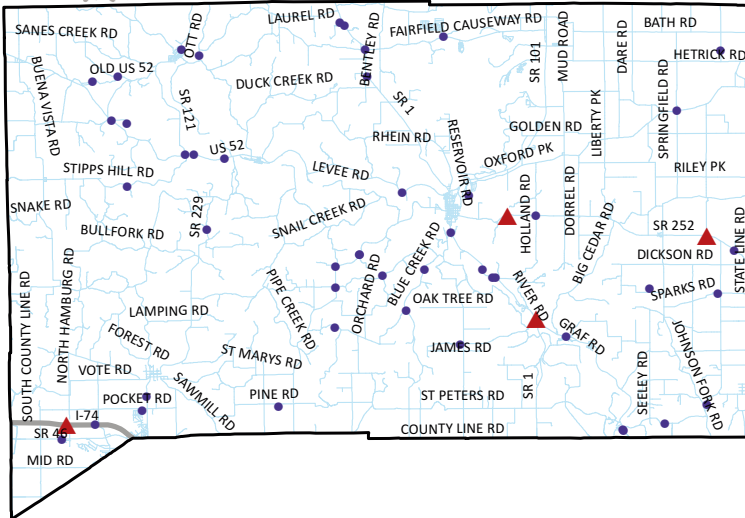 LAUREL RD
BATH RD
SANES CREEK RD
OTT RD
BENTLEY RD
FAIRFIELD CAUSEWAY RD
SR 101
MUD ROAD
DARE RD
HETRICK RD
BUENA VISTA RD
OLD US 52
DUCK CREEK RD
SR 1
SR 121
SPRINGFIELD RD
LIBERTY PK
GOLDEN RD
RHEIN RD
RESERVOIR RD
US 52
OXFORD PK
STIPPS HILL RD
LEVEE RD
RILEY PK
SNAKE RD
SR 229
SNAIL CREEK RD
HOLLAND RD
DORREL RD
BULLFORK RD
SR 252
BIG CEDAR RD
DICKSON RD
STATE LINE RD
SOUTH COUNTY LINE RD
NORTH HAMBURG RD
PIPE CREEK RD
ORCHARD RD
BLUE CREEK RD
OAK TREE RD
RIVER RD
SPARKS RD
LAMPING RD
FOREST RD
GRAF RD
JAMES RD
JOHNSON FORK RD
ST MARYS RD
VOTE RD
SAWMILL RD
SR 1
SEELEY RD
POCKET RD
PINE RD
ST PETERS RD
I-74
SR 46
COUNTY LINE RD
MID RD